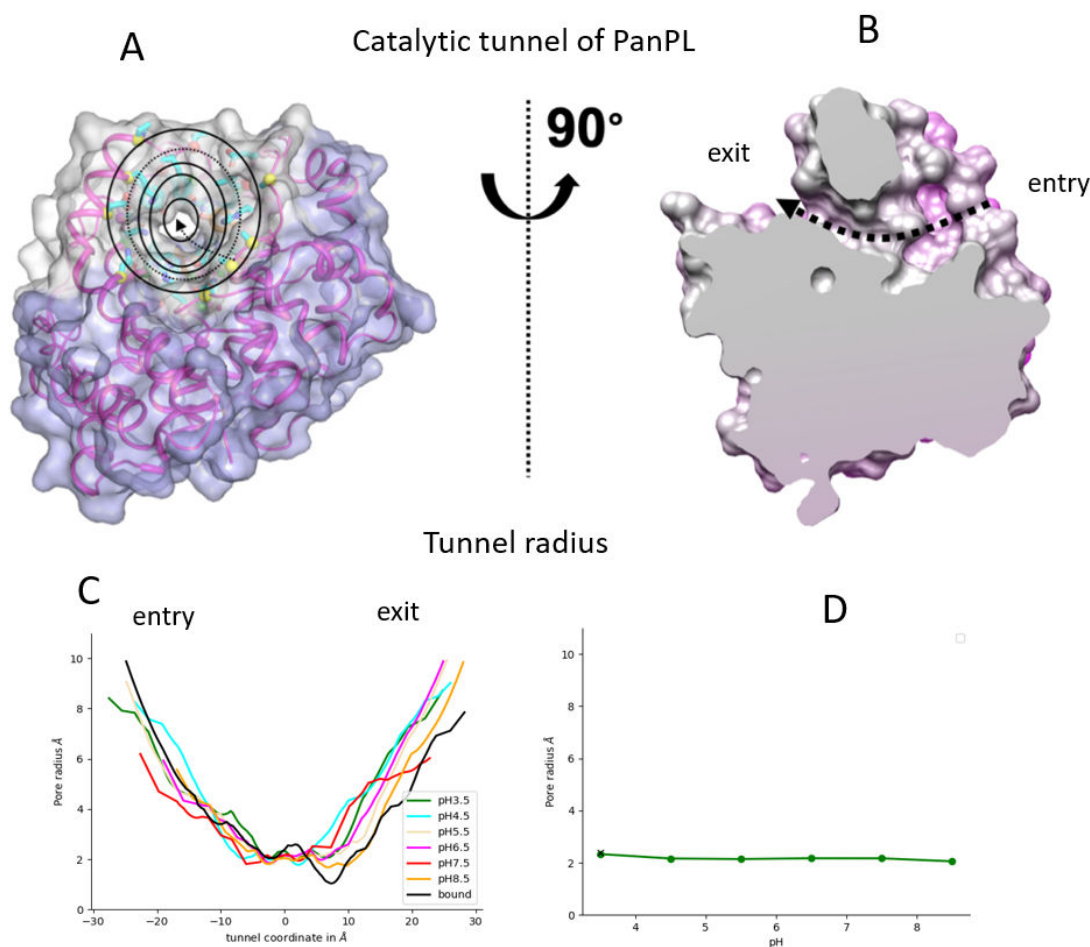 A
Catalytic tunnel of PanPL
B
90°
exit
entry
Tunnel radius
C
entry
exit
D
10
8
6
4
2
0
Pore radius Å
−30
−20
−10
0
10
20
30
tunnel coordinate in Å
pH3.5
pH4.5
pH5.5
pH6.5
pH7.5
pH8.5
bound
10
8
6
4
2
0
Pore radius Å
4
5
6
7
8
pH